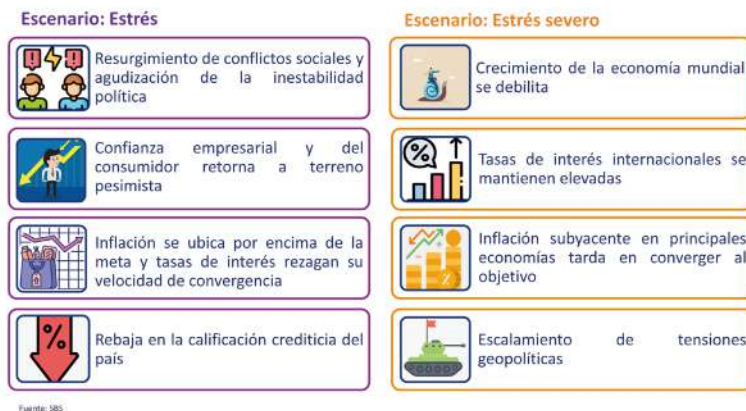 Escenario: Estrés
Resurgimiento de conflictos sociales y
agudización de la inestabilidad
política
Confianza empresarial y del
consumidor retorna a terreno
pesimista
Inflación se ubica por encima de la
meta y tasas de interés rezagan su
velocidad de convergencia
%
Rebaja en la calificación crediticia del
país
Escenario: Estrés severo
Crecimiento de la economía mundial
se debilita
%
Tasas de interés internacionales se
mantienen elevadas
Inflación subyacente en principales
economías tarda en converger al
objetivo
Escalamiento de tensiones
geopolíticas
Fuente: SBS